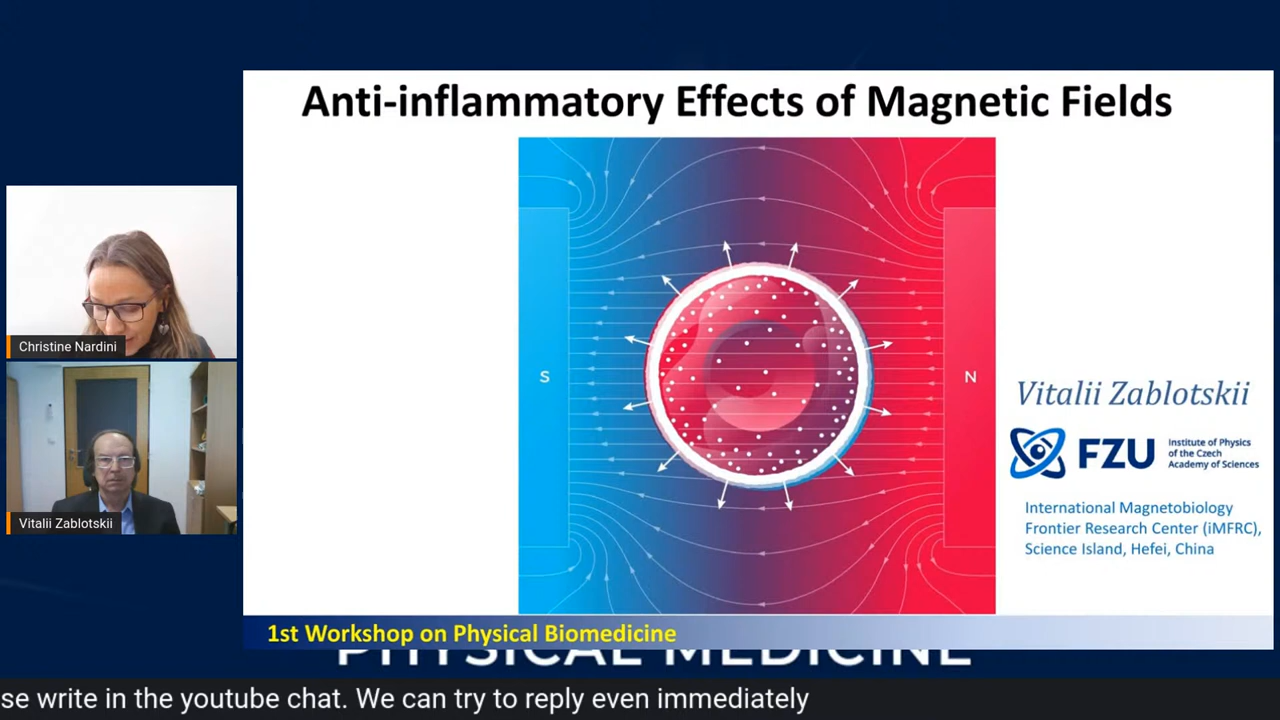 Anti-inflammatory Effects of Magnetic Fields
S
N
Vitalii Zablotskii
FZU
Institute of Physics
of the Czech
Academy of Sciences
International Magnetobiology
Frontier Research Center (iMFRC),
Science Island, Hefei, China
Christine Nardini
Vitalii Zablotskii
1st Workshop on Physical Biomedicine
PHYSICAL MEDICINE
se write in the youtube chat. We can try to reply even immediately